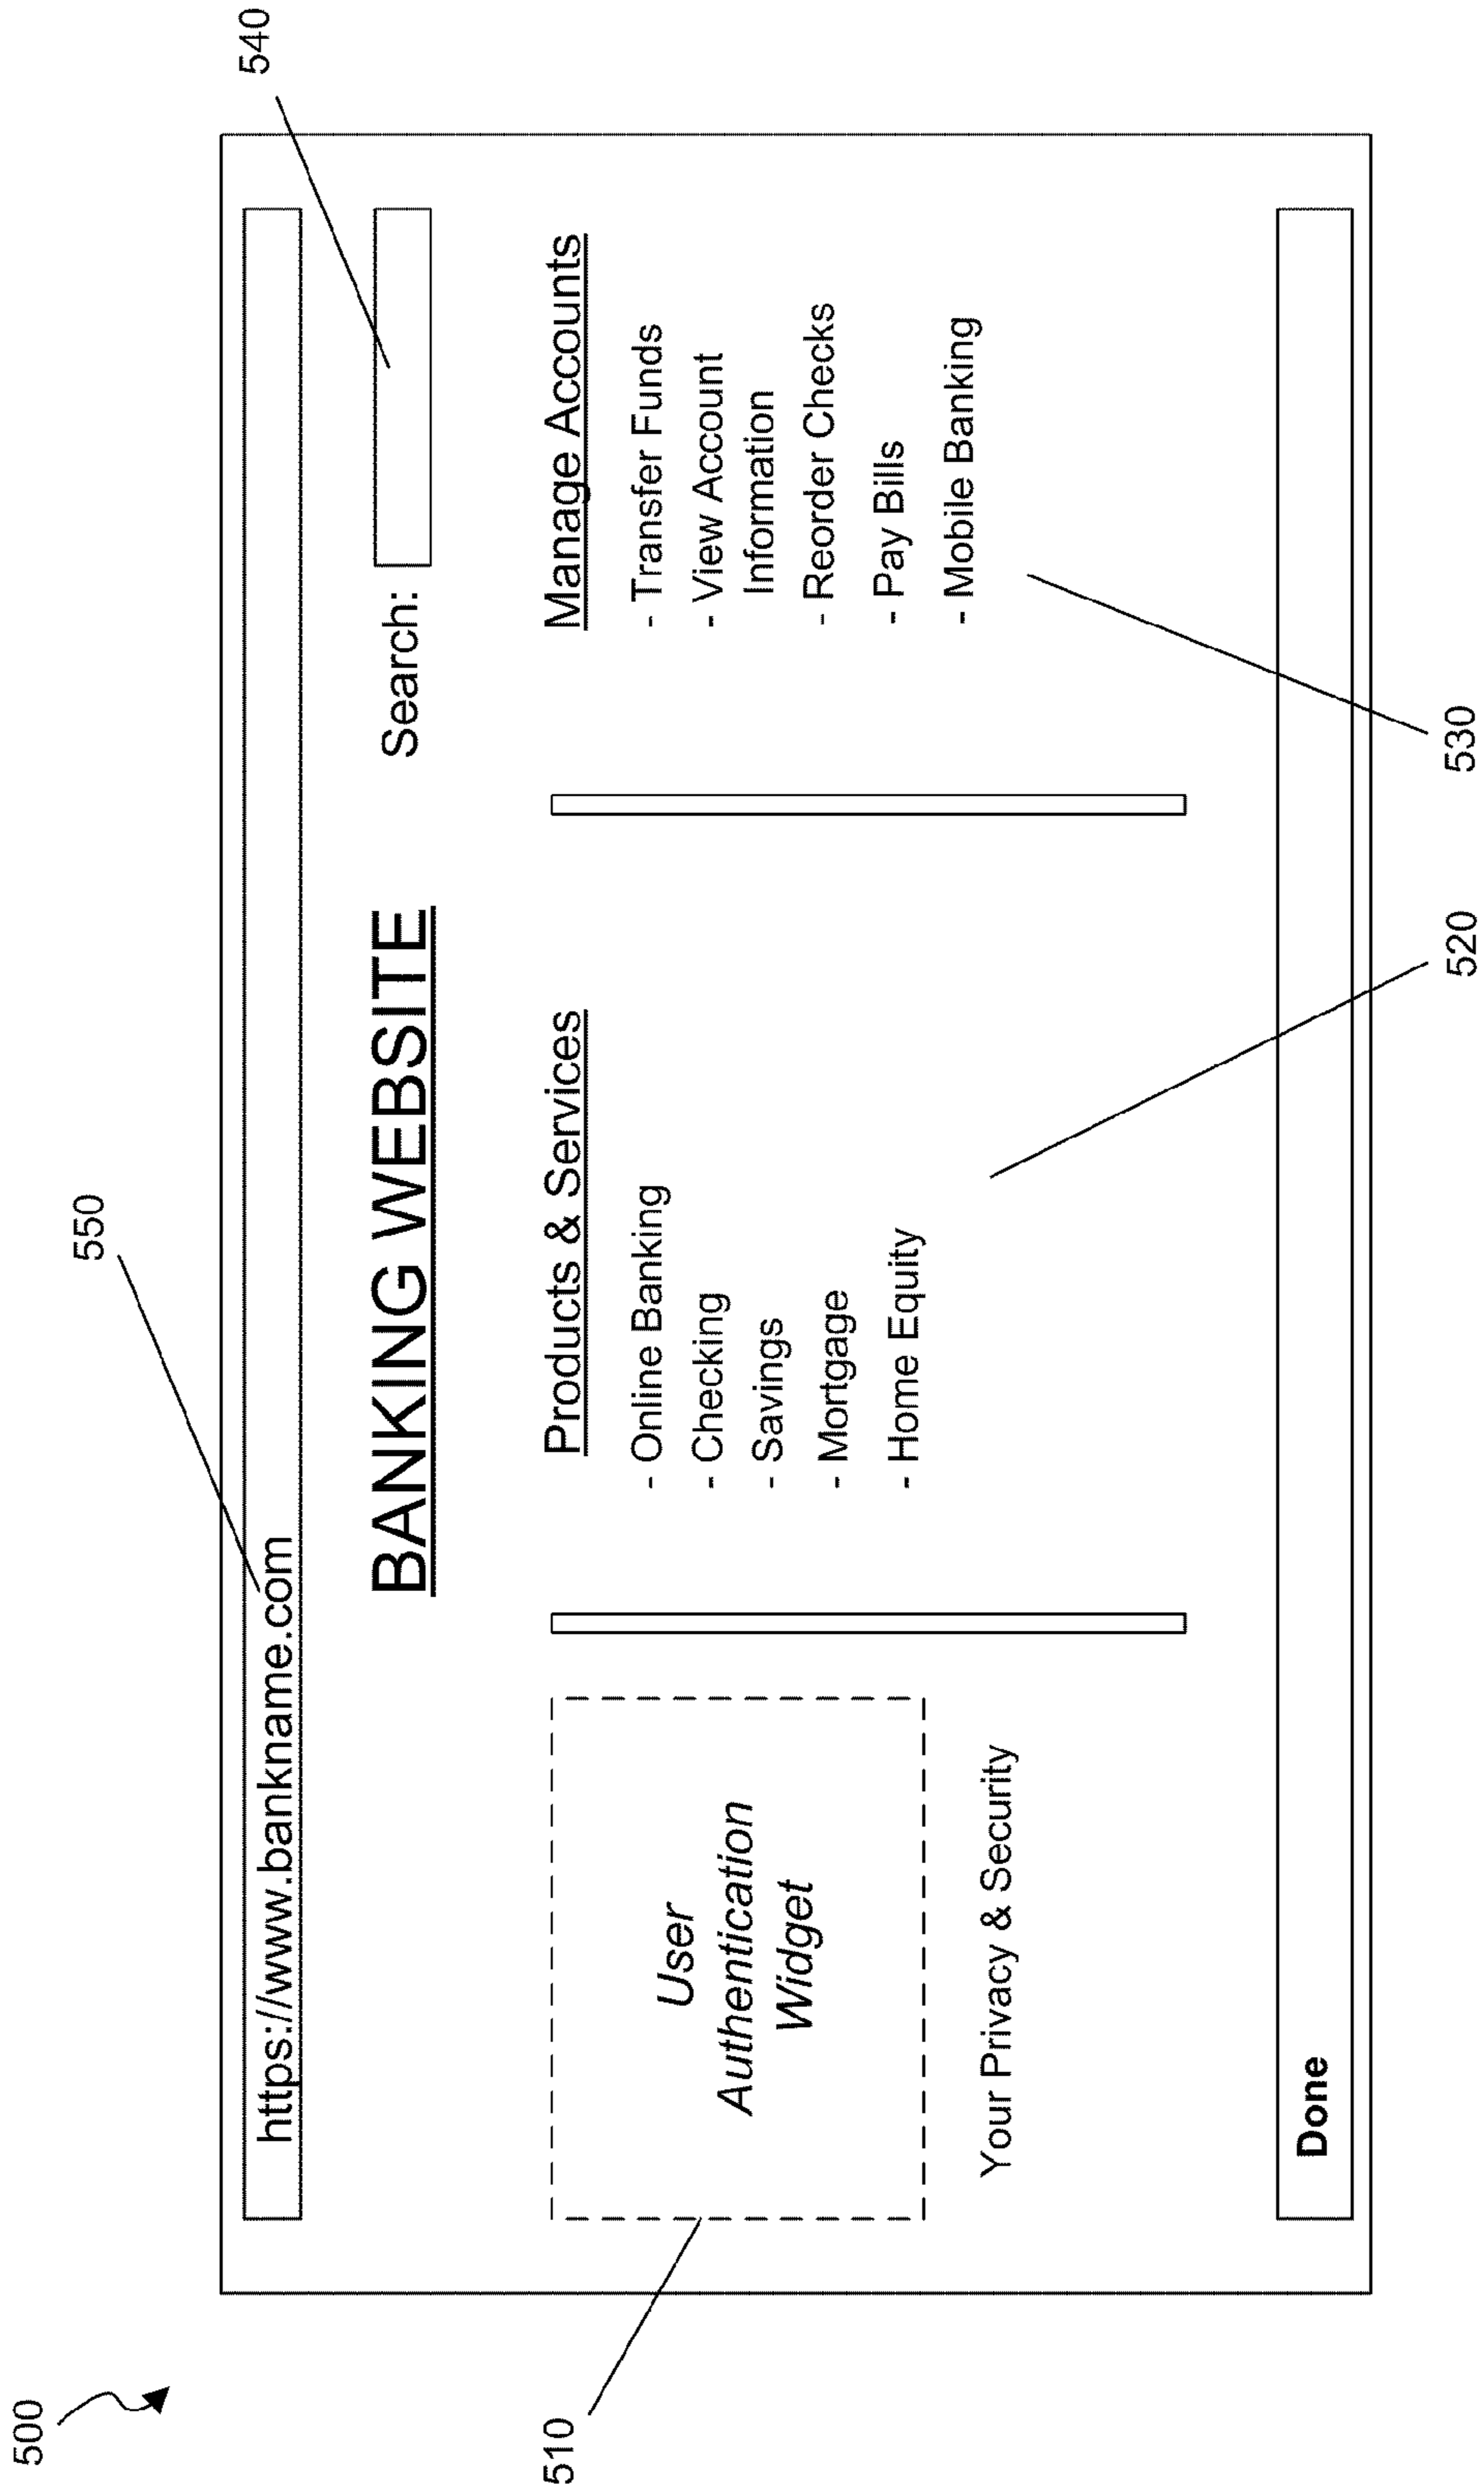 500
550
540
https://www.bankname.com
BANKING WEBSITE
Search:
510
User
Authentication
Widget
Your Privacy & Security
Products & Services
- Online Banking
- Checking
- Savings
- Mortgage
- Home Equity
Manage Accounts
- Transfer Funds
- View Account
Information
- Reorder Checks
- Pay Bills
- Mobile Banking
Done
520
530